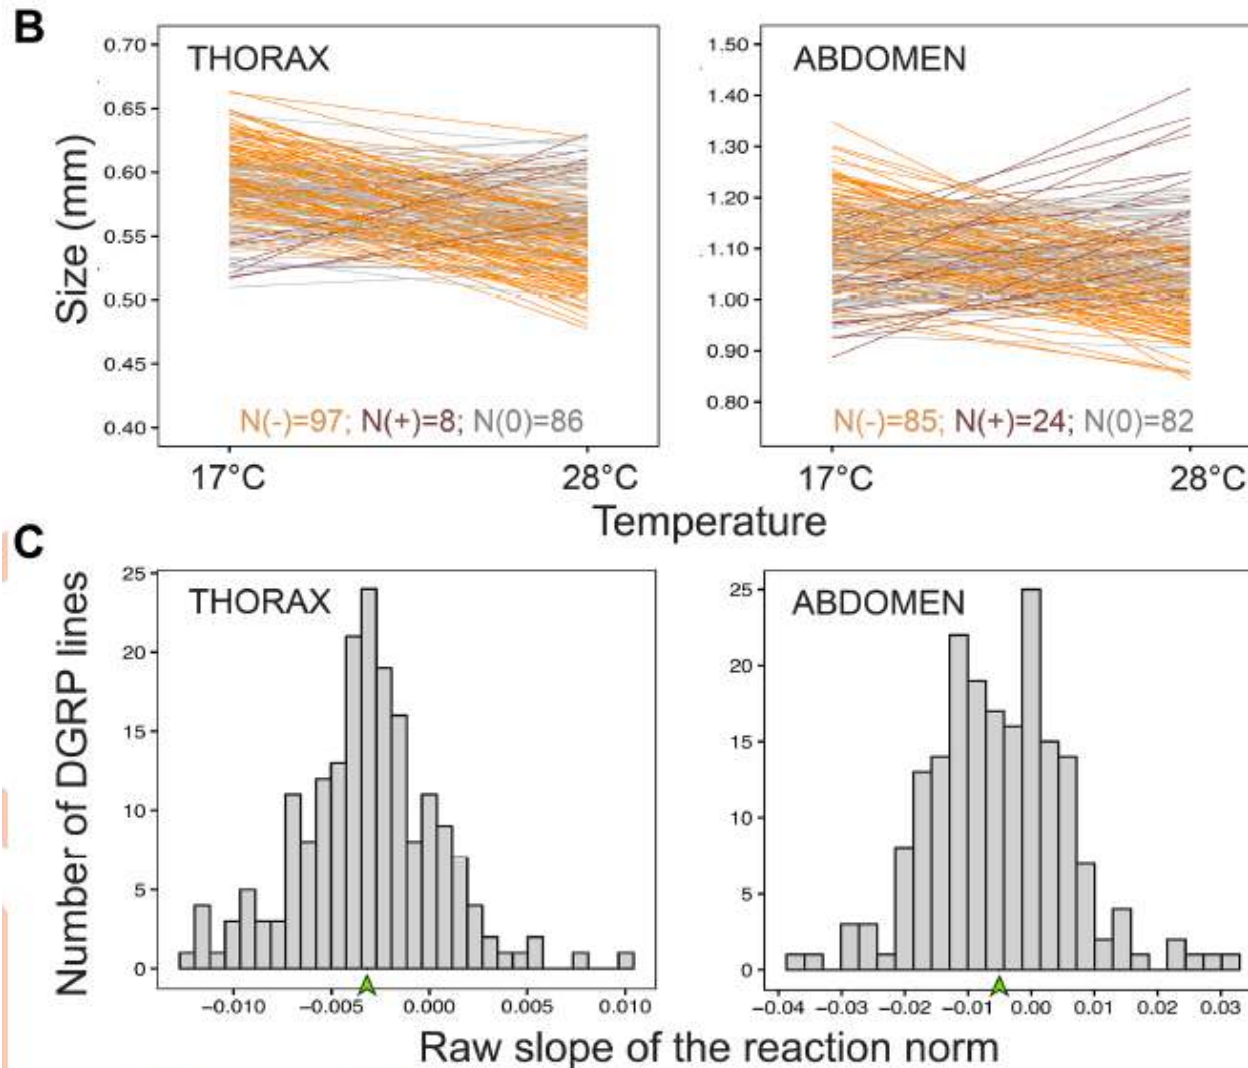 B
THORAX
ABDOMEN
Size (mm)
0.70
0.65
0.60
0.55
0.50
0.45
0.40
1.50
1.40
1.30
1.20
1.10
1.00
0.90
0.80
N(-)=97; N(+)=8; N(0)=86
N(-)=85; N(+)=24; N(0)=82
17°C 28°C
17°C 28°C
Temperature
C
THORAX
ABDOMEN
Number of DGRP lines
25
20
15
10
5
0
25
20
15
10
5
0
−0.010 −0.005 0.000 0.005 0.010
−0.04 −0.03 −0.02 −0.01 0.00 0.01 0.02 0.03
Raw slope of the reaction norm